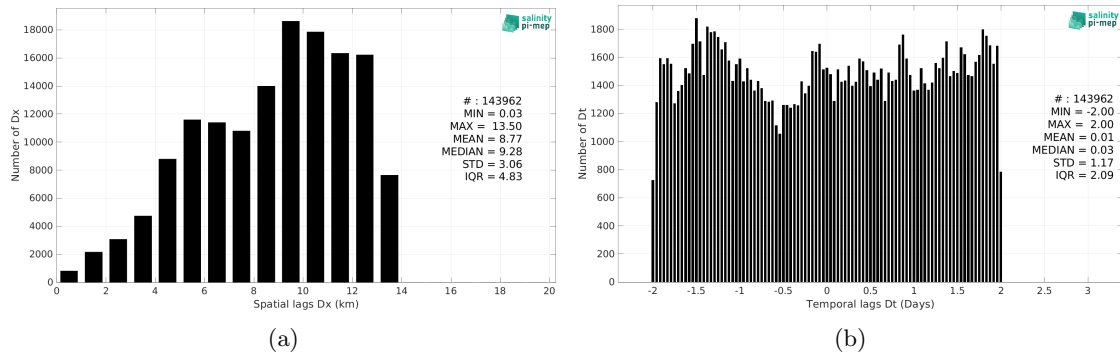 salinity
pi-mep
18000
16000
14000
12000
10000
8000
6000
4000
2000
0
Number of Dx
# : 143962
MIN = 0.03
MAX = 13.50
MEAN = 8.77
MEDIAN = 9.28
STD = 3.06
IQR = 4.83
0 2 4 6 8 10 12 14 16 18 20
Spatial lags Dx (km)
(a)
salinity
pi-mep
1800
1600
1400
1200
1000
800
600
400
200
0
Number of Dt
# : 143962
MIN = -2.00
MAX = 2.00
MEAN = 0.01
MEDIAN = 0.03
STD = 1.17
IQR = 2.09
-2 -1.5 -1 -0.5 0 0.5 1 1.5 2 2.5 3
Temporal lags Dt (Days)
(b)